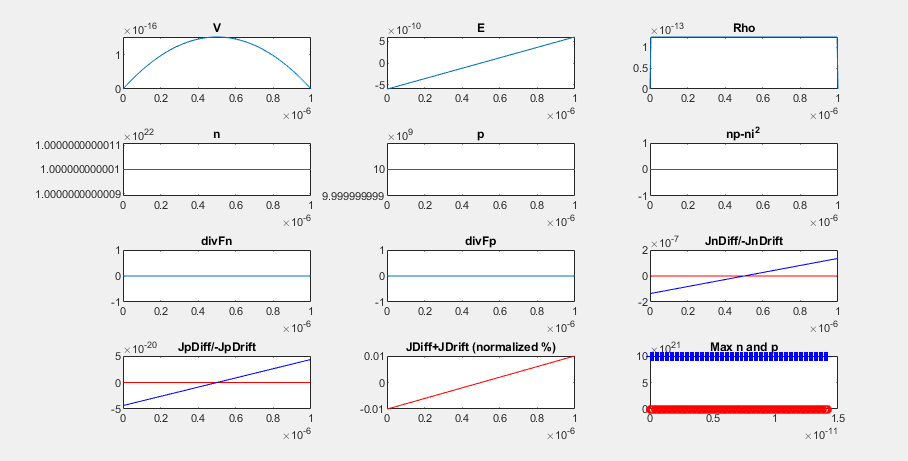 V
×10⁻¹⁶
1
0
0 0.2 0.4 0.6 0.8 1
×10⁻⁶
E
×10⁻¹⁰
5
0
-5
0 0.2 0.4 0.6 0.8 1
×10⁻⁶
Rho
×10⁻¹³
1
0.5
0
0 0.2 0.4 0.6 0.8 1
×10⁻⁶
n
×10²²
1.0000000000011
1.000000000001
1.0000000000009
0 0.2 0.4 0.6 0.8 1
×10⁻⁶
p
×10⁹
10
9.999999999
0 0.2 0.4 0.6 0.8 1
×10⁻⁶
np-ni²
1
0
-1
0 0.2 0.4 0.6 0.8 1
×10⁻⁶
divFn
1
0
-1
0 0.2 0.4 0.6 0.8 1
×10⁻⁶
divFp
1
0
-1
0 0.2 0.4 0.6 0.8 1
×10⁻⁶
JnDiff/-JnDrift
×10⁻⁷
2
0
-2
0 0.2 0.4 0.6 0.8 1
×10⁻⁶
JpDiff/-JpDrift
×10⁻²⁰
5
0
-5
0 0.2 0.4 0.6 0.8 1
×10⁻⁶
JDiff+JDrift (normalized %)
0.01
0
-0.01
0 0.2 0.4 0.6 0.8 1
×10⁻⁶
Max n and p
×10²¹
10
5
0
0 0.5 1 1.5
×10⁻¹¹